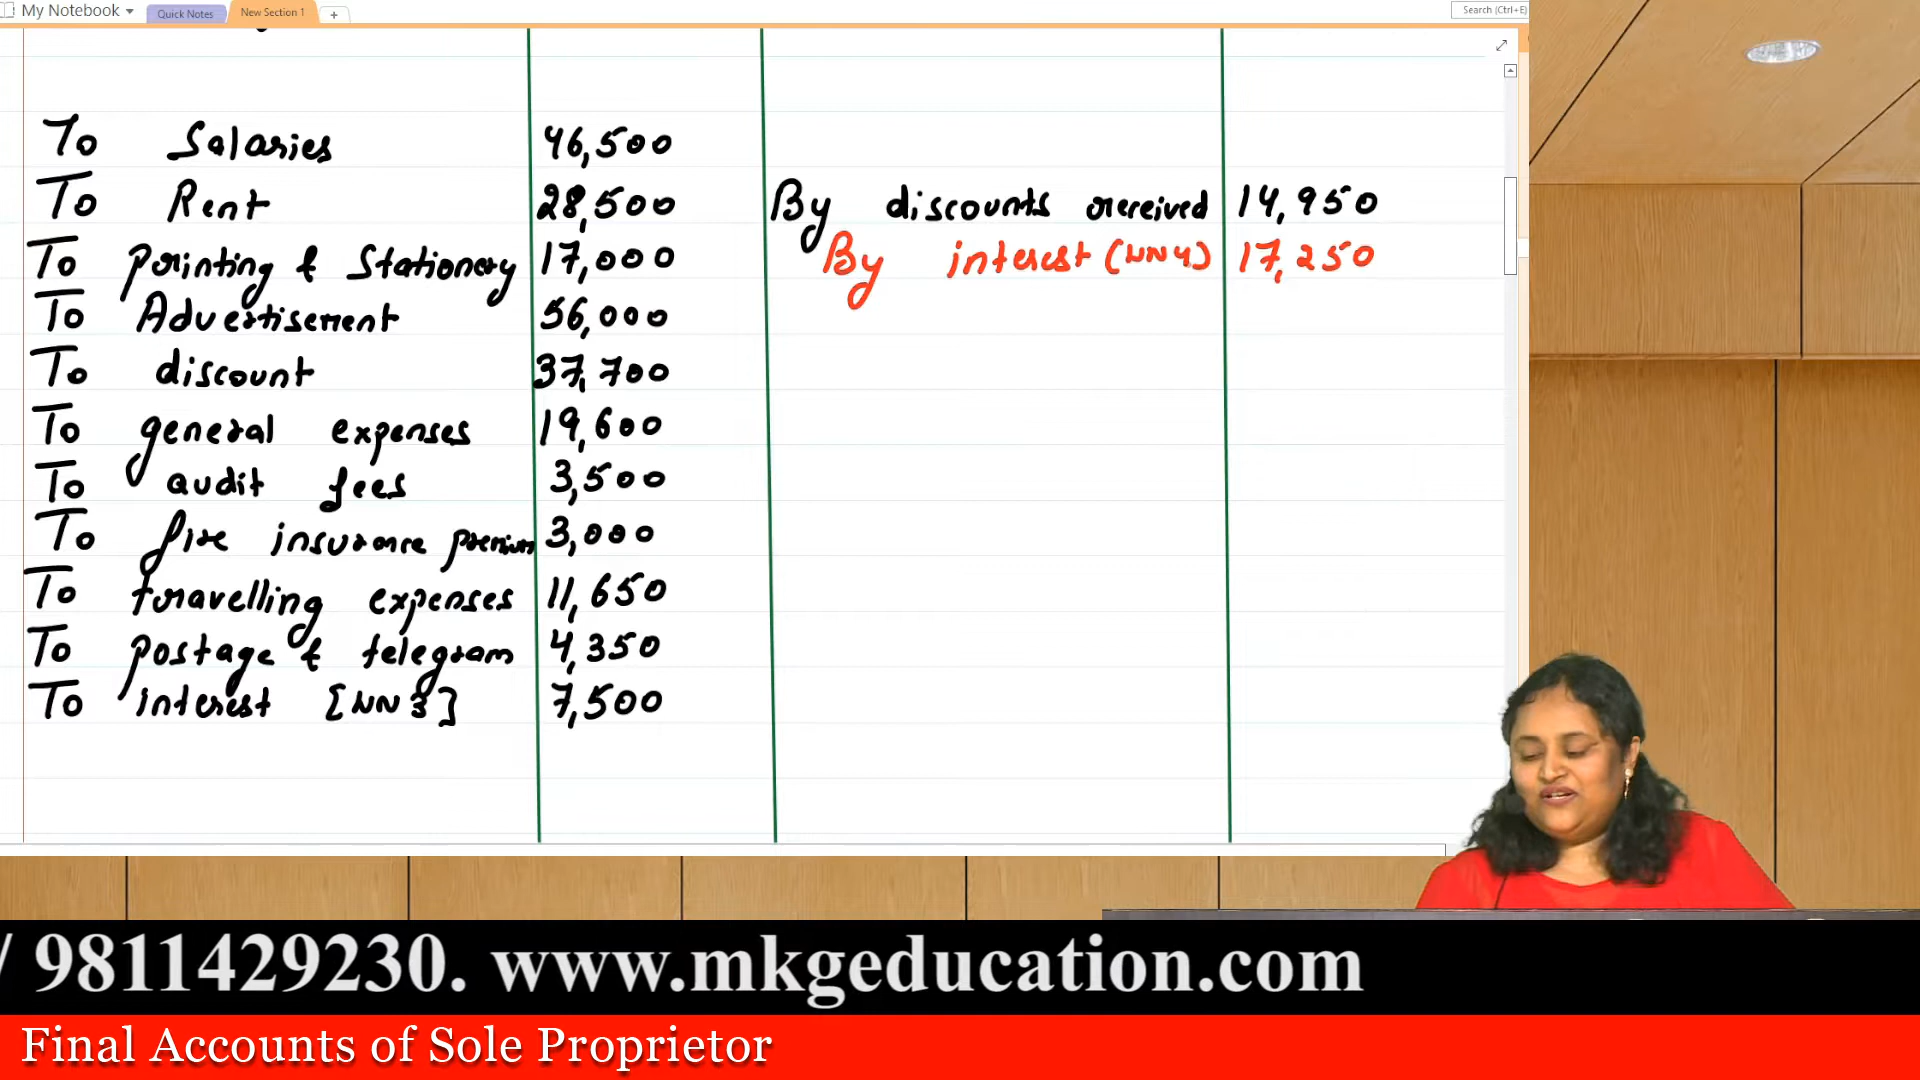 My Notebook
Quick Notes
New Section 1
+
Search (Ctrl+E)
To Salaries 46,500
To Rent 28,500 By discounts received 14,950
To printing & Stationery 17,000 By interest (WN4) 17,250
To Advertisement 56,000
To discount 37,700
To general expenses 19,600
To audit fees 3,500
To fire insurance premium 3,000
To travelling expenses 11,650
To postage & telegram 4,350
To interest [WN 3] 7,500
/ 9811429230. www.mkgeducation.com
Final Accounts of Sole Proprietor